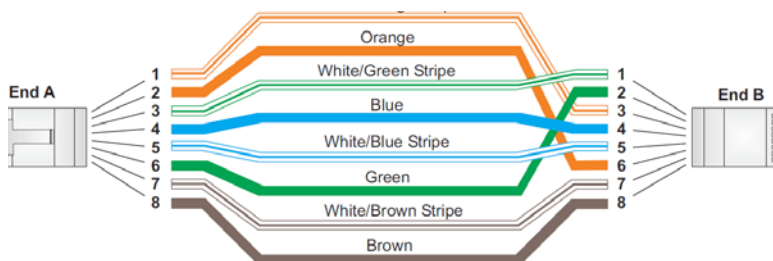 Orange
1
White/Green Stripe
1
End A
2
2
End B
3
3
4
Blue
4
5
White/Blue Stripe
5
6
6
Green
7
7
8
White/Brown Stripe
8
Brown